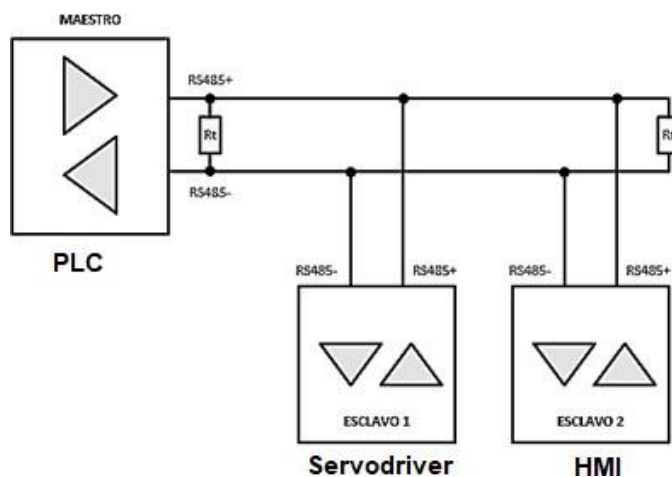 MAESTRO
RS485+
Rt
RS485-
PLC
RS485- RS485+
RS485- RS485+
ESCLAVO 1
ESCLAVO 2
Servodriver
HMI